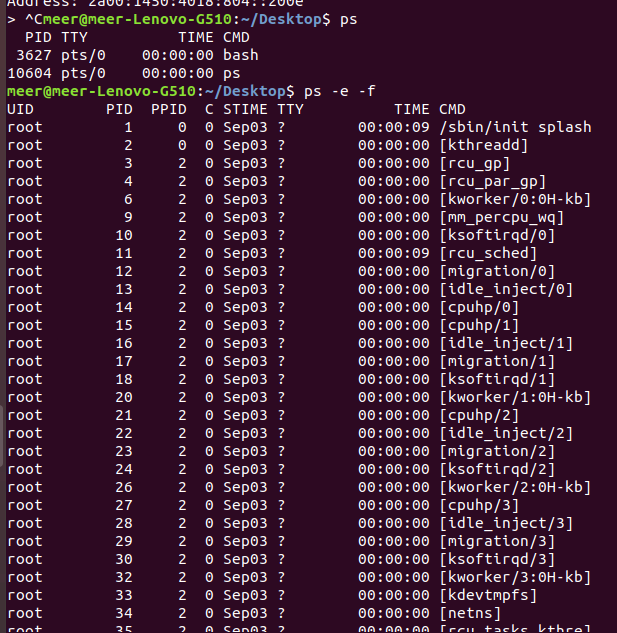 Address: 2a00:1450:4018:804::200e
> ^Cmeer@meer-Lenovo-G510:~/Desktop$ ps
  PID TTY          TIME CMD
 3627 pts/0    00:00:00 bash
10604 pts/0    00:00:00 ps
meer@meer-Lenovo-G510:~/Desktop$ ps -e -f
UID        PID  PPID  C STIME TTY          TIME CMD
root         1     0  0 Sep03 ?        00:00:09 /sbin/init splash
root         2     0  0 Sep03 ?        00:00:00 [kthreadd]
root         3     2  0 Sep03 ?        00:00:00 [rcu_gp]
root         4     2  0 Sep03 ?        00:00:00 [rcu_par_gp]
root         6     2  0 Sep03 ?        00:00:00 [kworker/0:0H-kb]
root         9     2  0 Sep03 ?        00:00:00 [mm_percpu_wq]
root        10     2  0 Sep03 ?        00:00:00 [ksoftirqd/0]
root        11     2  0 Sep03 ?        00:00:09 [rcu_sched]
root        12     2  0 Sep03 ?        00:00:00 [migration/0]
root        13     2  0 Sep03 ?        00:00:00 [idle_inject/0]
root        14     2  0 Sep03 ?        00:00:00 [cpuhp/0]
root        15     2  0 Sep03 ?        00:00:00 [cpuhp/1]
root        16     2  0 Sep03 ?        00:00:00 [idle_inject/1]
root        17     2  0 Sep03 ?        00:00:00 [migration/1]
root        18     2  0 Sep03 ?        00:00:00 [ksoftirqd/1]
root        20     2  0 Sep03 ?        00:00:00 [kworker/1:0H-kb]
root        21     2  0 Sep03 ?        00:00:00 [cpuhp/2]
root        22     2  0 Sep03 ?        00:00:00 [idle_inject/2]
root        23     2  0 Sep03 ?        00:00:00 [migration/2]
root        24     2  0 Sep03 ?        00:00:00 [ksoftirqd/2]
root        26     2  0 Sep03 ?        00:00:00 [kworker/2:0H-kb]
root        27     2  0 Sep03 ?        00:00:00 [cpuhp/3]
root        28     2  0 Sep03 ?        00:00:00 [idle_inject/3]
root        29     2  0 Sep03 ?        00:00:00 [migration/3]
root        30     2  0 Sep03 ?        00:00:00 [ksoftirqd/3]
root        32     2  0 Sep03 ?        00:00:00 [kworker/3:0H-kb]
root        33     2  0 Sep03 ?        00:00:00 [kdevtmpfs]
root        34     2  0 Sep03 ?        00:00:00 [netns]
root        35     2  0 Sep03 ?        00:00:00 [rcu_tasks_kthre]